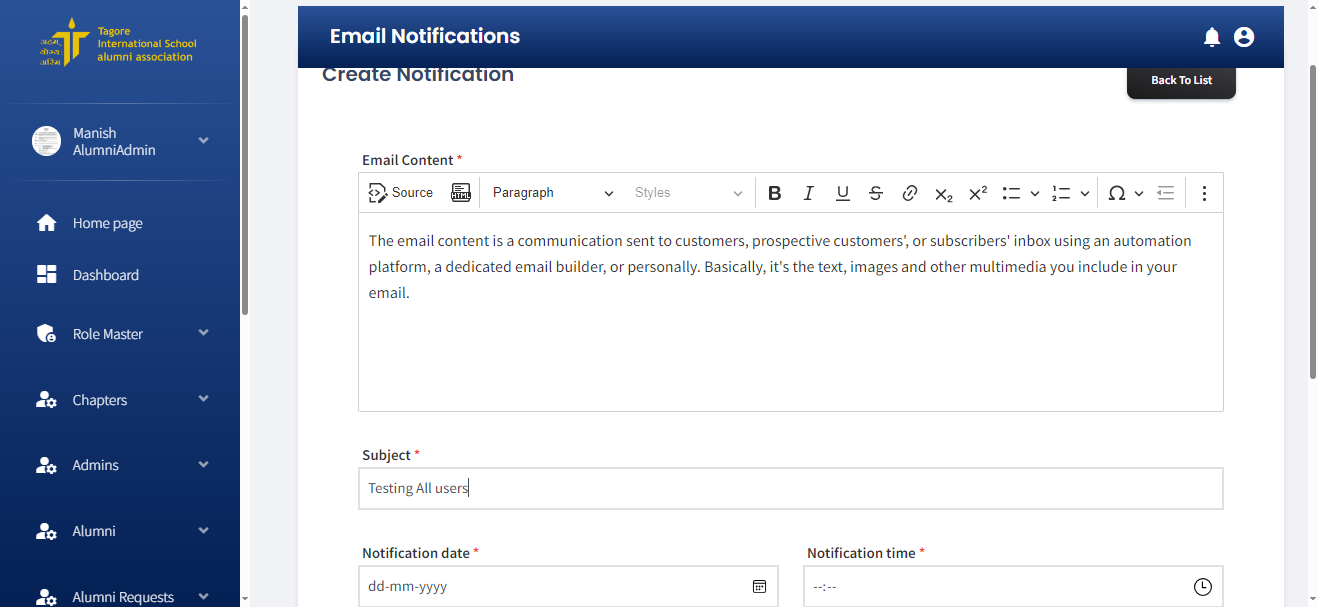 Tagore
International School
alumni association
अहम्
योग्यः
अस्मि
Manish
AlumniAdmin
Home page
Dashboard
Role Master
Chapters
Admins
Alumni
Alumni Requests
Email Notifications
Create Notification
Back To List
Email Content *
Source
Paragraph
Styles
The email content is a communication sent to customers, prospective customers', or subscribers' inbox using an automation
platform, a dedicated email builder, or personally. Basically, it's the text, images and other multimedia you include in your
email.
Subject *
Testing All users
Notification date *
Notification time *
dd-mm-yyyy
--:--